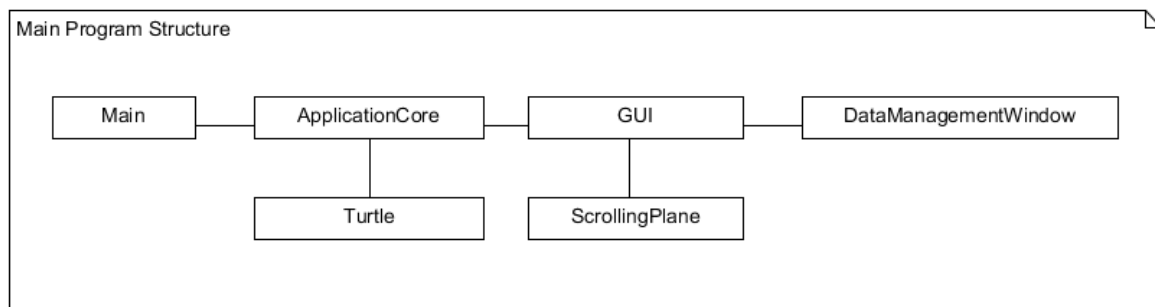 Main Program Structure
Main
ApplicationCore
GUI
DataManagementWindow
Turtle
ScrollingPlane